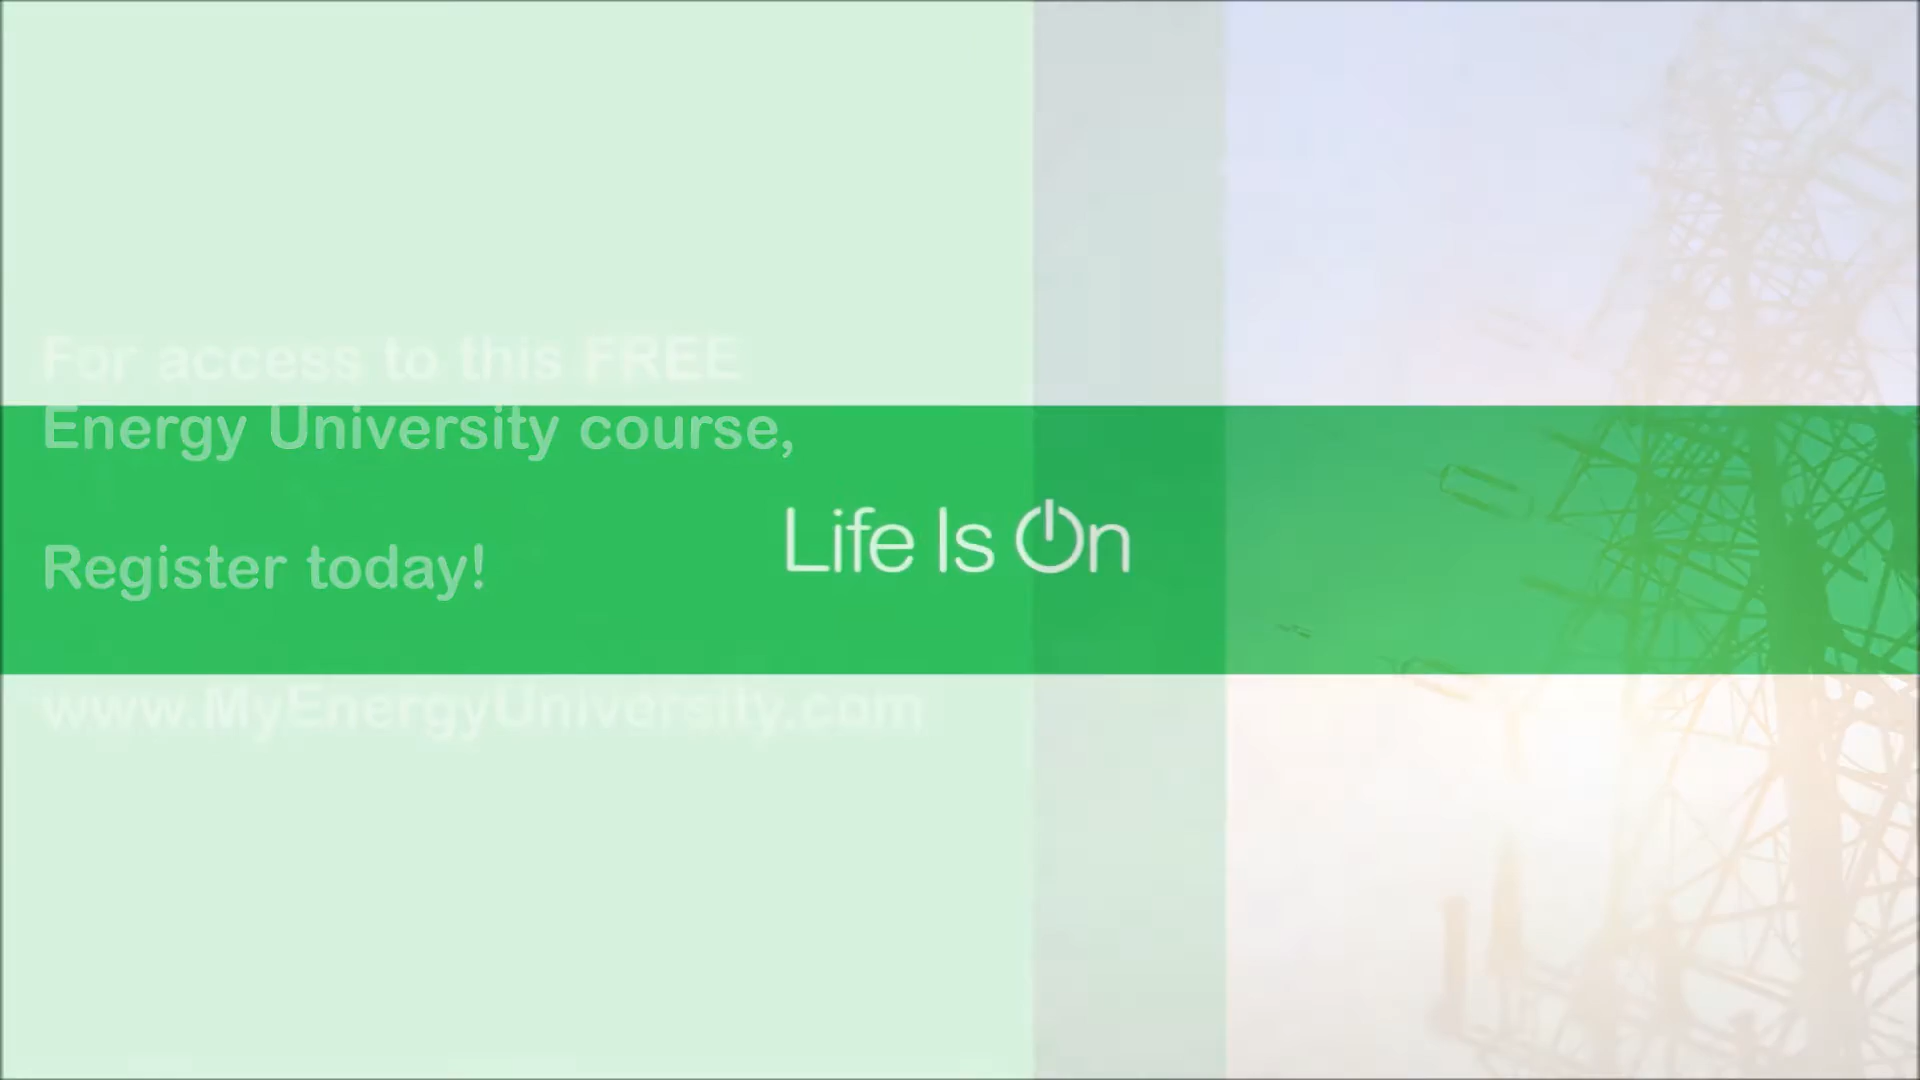 For access to this FREE
Energy University course,
Register today!
Life Is On
www.MyEnergyUniversity.com